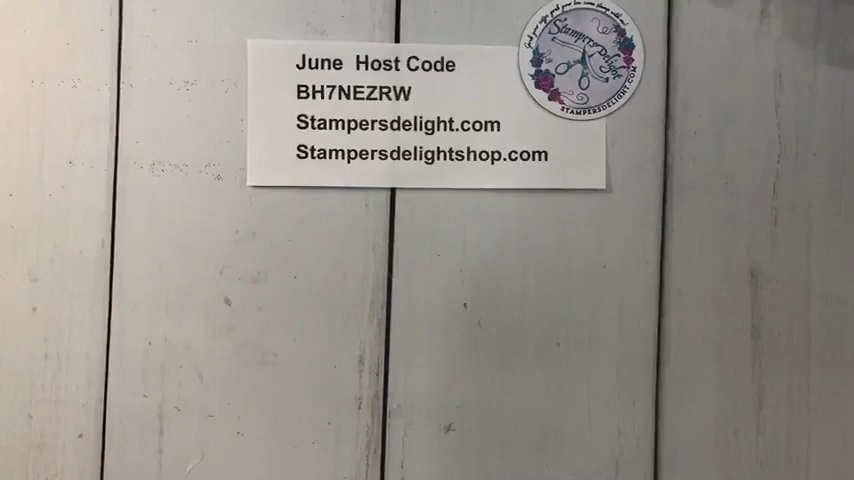 June Host Code
BH7NEZRW
Stampersdelight.com
Stampersdelightshop.com
Stampers Delight
STAMPERSDELIGHT.COM